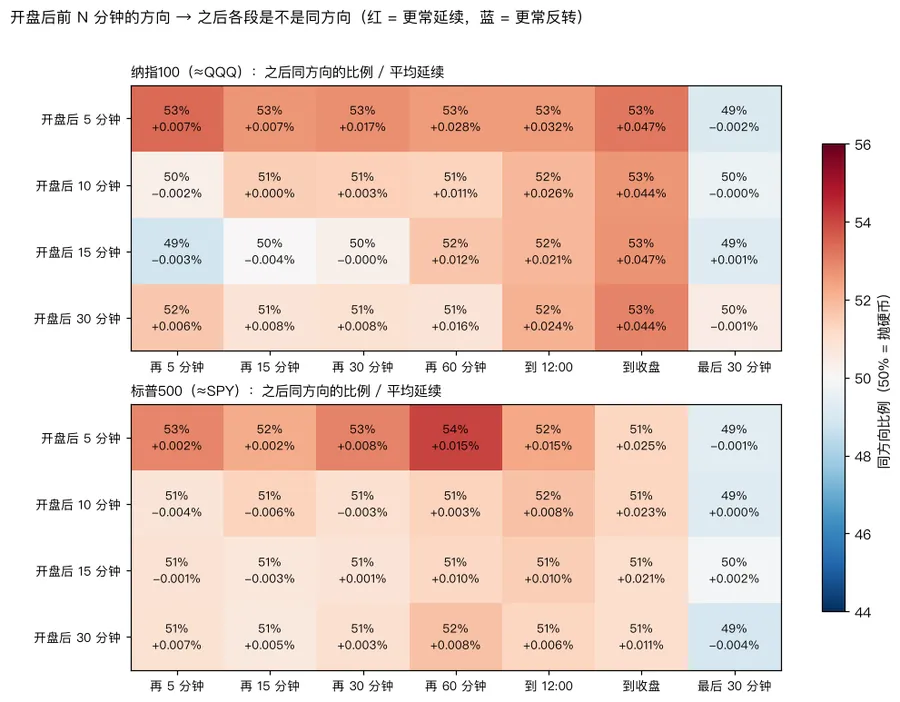 开盘后前 N 分钟的方向 → 之后各段是不是同方向（红 = 更常延续，蓝 = 更常反转）
纳指100（≈QQQ）：之后同方向的比例 / 平均延续
开盘后 5 分钟
53% 53% 53% 53% 53% 53% 49%
+0.007% +0.007% +0.017% +0.028% +0.032% +0.047% −0.002%
开盘后 10 分钟
50% 51% 51% 51% 52% 53% 50%
−0.002% +0.000% +0.003% +0.011% +0.026% +0.044% −0.000%
开盘后 15 分钟
49% 50% 50% 52% 52% 53% 49%
−0.003% −0.004% −0.000% +0.012% +0.021% +0.047% +0.001%
开盘后 30 分钟
52% 51% 51% 51% 52% 53% 50%
+0.006% +0.008% +0.008% +0.016% +0.024% +0.044% −0.001%
再 5 分钟 再 15 分钟 再 30 分钟 再 60 分钟 到 12:00 到收盘 最后 30 分钟
标普500（≈SPY）：之后同方向的比例 / 平均延续
开盘后 5 分钟
53% 52% 53% 54% 52% 51% 49%
+0.002% +0.002% +0.008% +0.015% +0.015% +0.025% −0.001%
开盘后 10 分钟
51% 51% 51% 51% 52% 51% 49%
−0.004% −0.006% −0.003% +0.003% +0.008% +0.023% +0.000%
开盘后 15 分钟
51% 51% 51% 51% 51% 51% 50%
−0.001% −0.003% +0.001% +0.010% +0.010% +0.021% +0.002%
开盘后 30 分钟
51% 51% 51% 52% 51% 51% 49%
+0.007% +0.005% +0.003% +0.008% +0.006% +0.011% −0.004%
再 5 分钟 再 15 分钟 再 30 分钟 再 60 分钟 到 12:00 到收盘 最后 30 分钟
56
54
52
50
48
46
44
同方向比例（50% = 抛硬币）